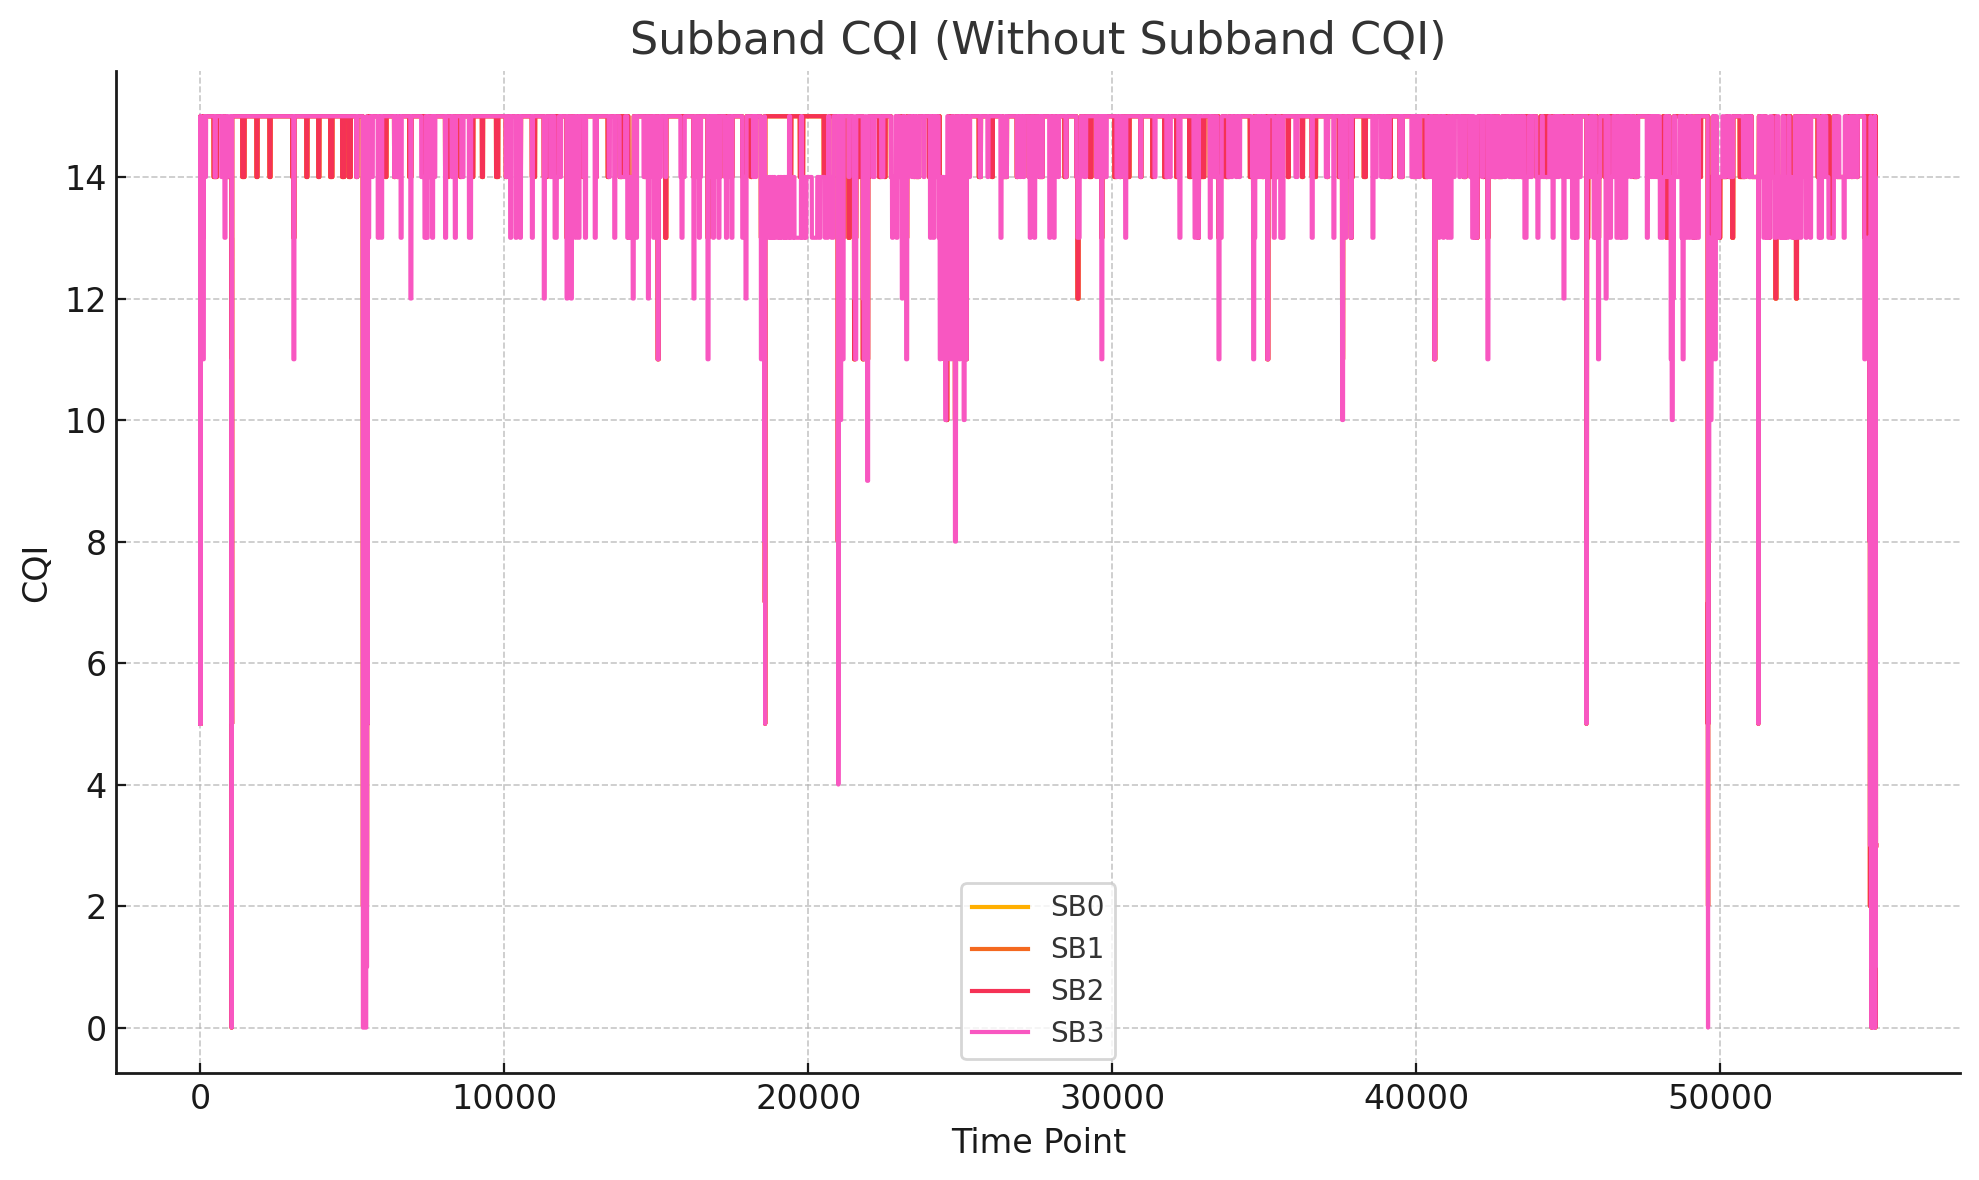 Subband CQI (Without Subband CQI)
CQI
14
12
10
8
6
4
2
0
SB0
SB1
SB2
SB3
0 10000 20000 30000 40000 50000
Time Point